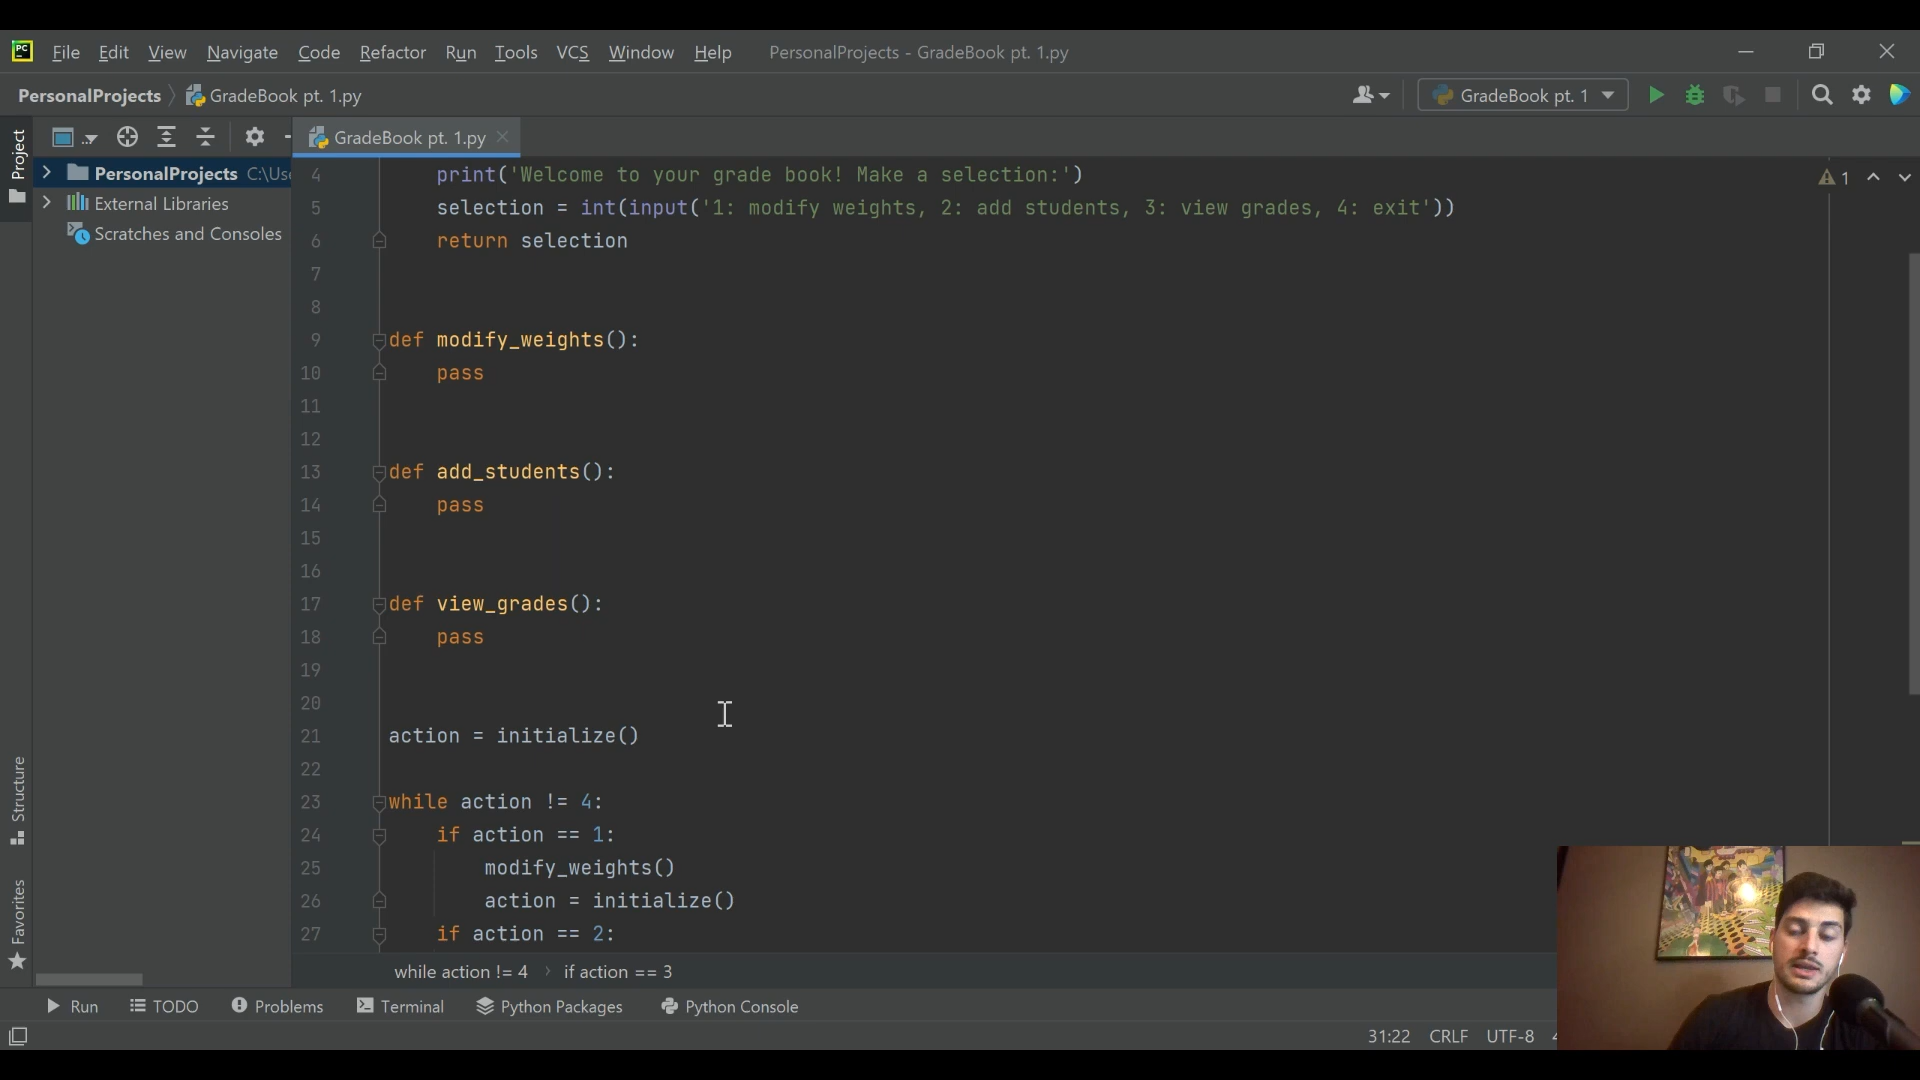 PC File Edit View Navigate Code Refactor Run Tools VCS Window Help PersonalProjects - GradeBook pt. 1.py
PersonalProjects GradeBook pt. 1.py GradeBook pt. 1
GradeBook pt. 1.py
Project
PersonalProjects C:\Use
External Libraries
Scratches and Consoles
1
4 print('Welcome to your grade book! Make a selection:')
5 selection = int(input('1: modify weights, 2: add students, 3: view grades, 4: exit'))
6 return selection
7
8
9 def modify_weights():
10 pass
11
12
13 def add_students():
14 pass
15
16
17 def view_grades():
18 pass
19
20
21 action = initialize()
22
23 while action != 4:
24 if action == 1:
25 modify_weights()
26 action = initialize()
27 if action == 2:
while action != 4 › if action == 3
Structure
Favorites
Run TODO Problems Terminal Python Packages Python Console
31:22 CRLF UTF-8